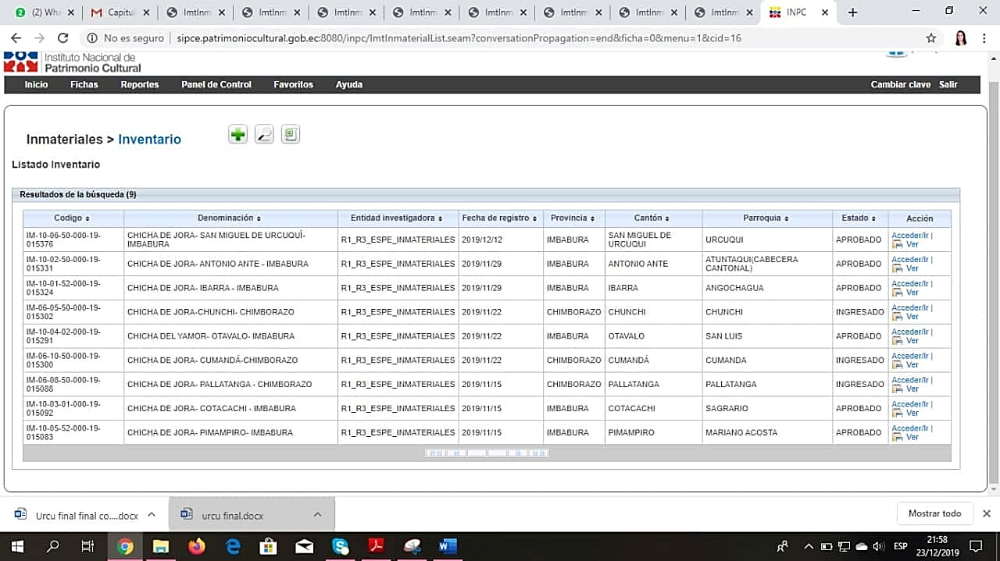 (2) Wha
Capitul
ImtInm
ImtInm
ImtInm
ImtInm
ImtInm
ImtInm
ImtInm
ImtInm
INPC
No es seguro | sipce.patrimoniocultural.gob.ec:8080/inpc/ImtInmaterialList.seam?conversationPropagation=end&ficha=0&menu=1&cid=16
Instituto Nacional de
Patrimonio Cultural
Inicio Fichas Reportes Panel de Control Favoritos Ayuda Cambiar clave Salir
Inmateriales > Inventario
Listado Inventario
Resultados de la búsqueda (9)
Codigo Denominación Entidad investigadora Fecha de registro Provincia Cantón Parroquia Estado Acción
IM-10-06-50-000-19-015376 CHICHA DE JORA- SAN MIGUEL DE URCUQUÍ- IMBABURA R1_R3_ESPE_INMATERIALES 2019/12/12 IMBABURA SAN MIGUEL DE URCUQUI URCUQUI APROBADO Acceder/Ir | Ver
IM-10-02-50-000-19-015331 CHICHA DE JORA- ANTONIO ANTE - IMBABURA R1_R3_ESPE_INMATERIALES 2019/11/29 IMBABURA ANTONIO ANTE ATUNTAQUI(CABECERA CANTONAL) APROBADO Acceder/Ir | Ver
IM-10-01-52-000-19-015324 CHICHA DE JORA- IBARRA - IMBABURA R1_R3_ESPE_INMATERIALES 2019/11/29 IMBABURA IBARRA ANGOCHAGUA APROBADO Acceder/Ir | Ver
IM-06-05-50-000-19-015302 CHICHA DE JORA-CHUNCHI- CHIMBORAZO R1_R3_ESPE_INMATERIALES 2019/11/22 CHIMBORAZO CHUNCHI CHUNCHI INGRESADO Acceder/Ir | Ver
IM-10-04-02-000-19-015291 CHICHA DEL YAMOR- OTAVALO- IMBABURA R1_R3_ESPE_INMATERIALES 2019/11/22 IMBABURA OTAVALO SAN LUIS APROBADO Acceder/Ir | Ver
IM-06-10-50-000-19-015300 CHICHA DE JORA- CUMANDÁ-CHIMBORAZO R1_R3_ESPE_INMATERIALES 2019/11/22 CHIMBORAZO CUMANDÁ CUMANDA INGRESADO Acceder/Ir | Ver
IM-06-08-50-000-19-015088 CHICHA DE JORA- PALLATANGA - CHIMBORAZO R1_R3_ESPE_INMATERIALES 2019/11/15 CHIMBORAZO PALLATANGA PALLATANGA INGRESADO Acceder/Ir | Ver
IM-10-03-01-000-19-015092 CHICHA DE JORA- COTACACHI - IMBABURA R1_R3_ESPE_INMATERIALES 2019/11/15 IMBABURA COTACACHI SAGRARIO APROBADO Acceder/Ir | Ver
IM-10-05-52-000-19-015083 CHICHA DE JORA- PIMAMPIRO- IMBABURA R1_R3_ESPE_INMATERIALES 2019/11/15 IMBABURA PIMAMPIRO MARIANO ACOSTA APROBADO Acceder/Ir | Ver
Urcu final final co....docx
urcu final.docx
Mostrar todo
ESP
21:58
23/12/2019